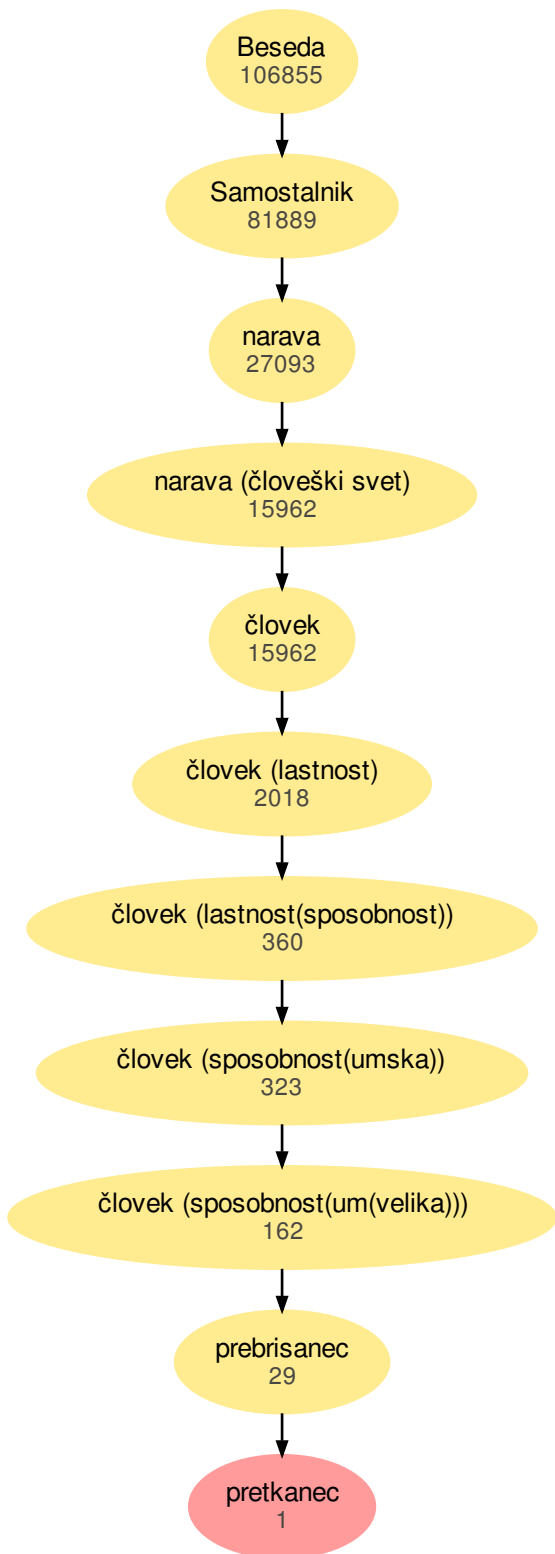 Beseda
106855
Samostalnik
81889
narava
27093
narava (človeški svet)
15962
človek
15962
človek (lastnost)
2018
človek (lastnost(sposobnost))
360
človek (sposobnost(umska))
323
človek (sposobnost(um(velika)))
162
prebrisanec
29
pretkanec
1